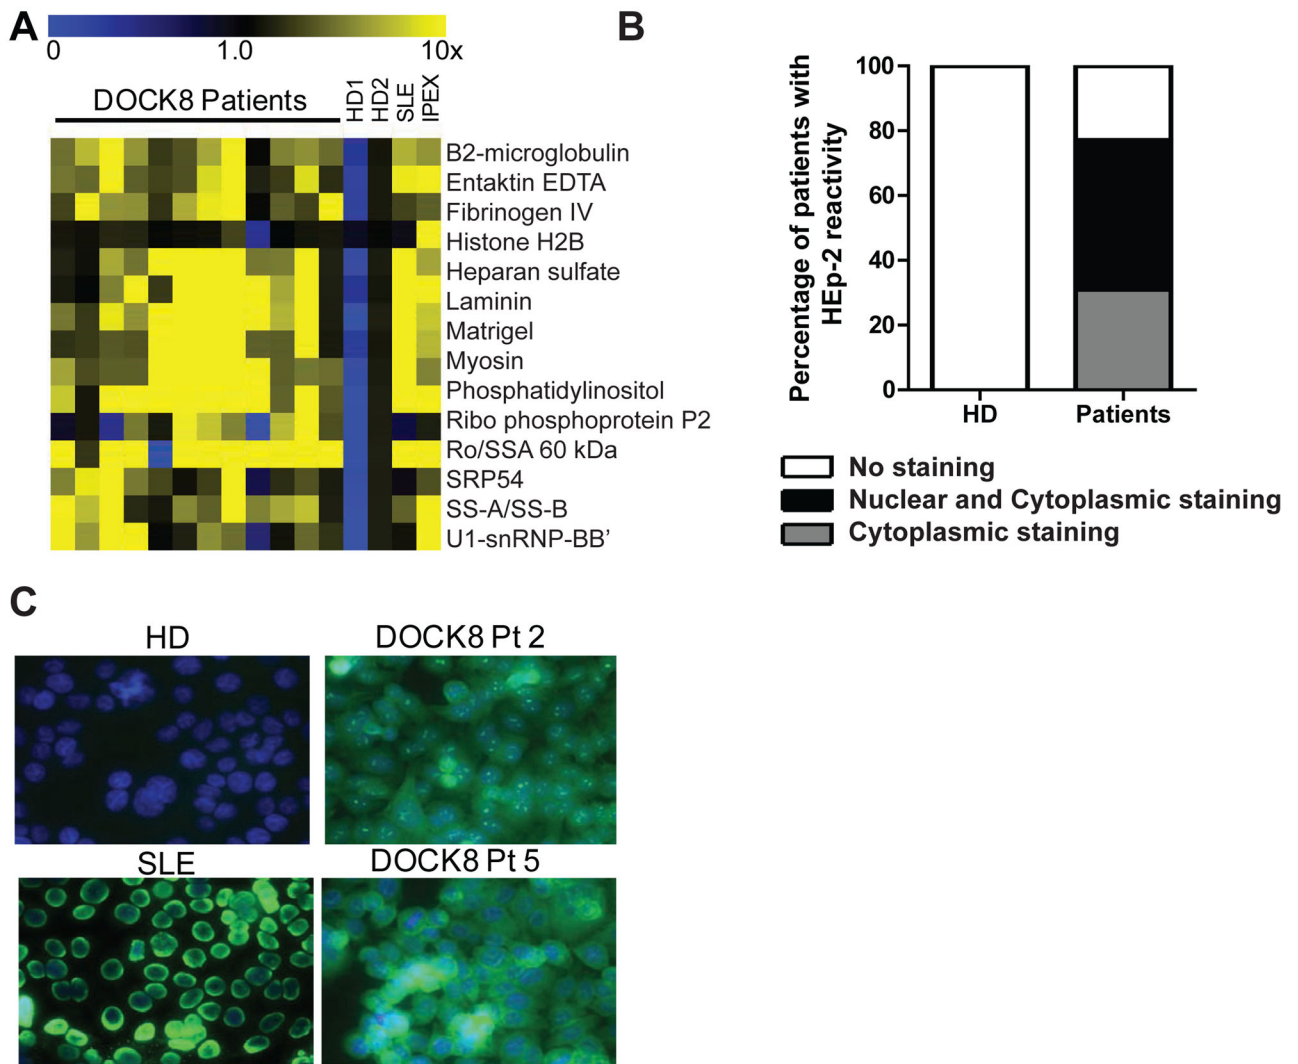 A
0 1.0 10x
DOCK8 Patients
HD1
HD2
SLE
IPEX
B2-microglobulin
Entaktin EDTA
Fibrinogen IV
Histone H2B
Heparan sulfate
Laminin
Matrigel
Myosin
Phosphatidylinositol
Ribo phosphoprotein P2
Ro/SSA 60 kDa
SRP54
SS-A/SS-B
U1-snRNP-BB’
B
Percentage of patients with
HEp-2 reactivity
100
80
60
40
20
0
HD Patients
No staining
Nuclear and Cytoplasmic staining
Cytoplasmic staining
C
HD
DOCK8 Pt 2
SLE
DOCK8 Pt 5